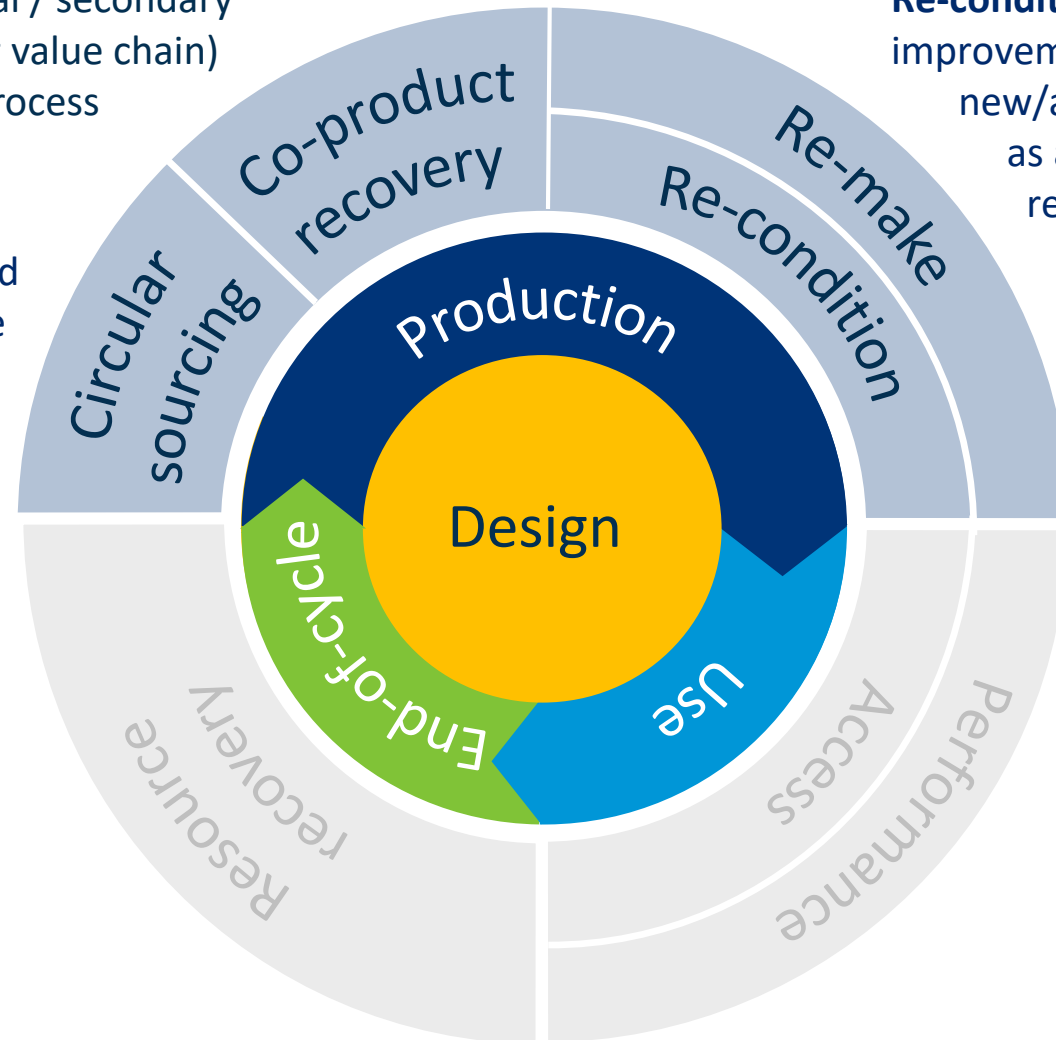 / secondary
value chain)
rocess
d
e
Re-condit
improvem
new/a
as
re
Co-product
recovery
Re-make
Re-condition
Circular
sourcing
Production
Design
End-of-cycle
Use
Resource
recovery
Access
Performance